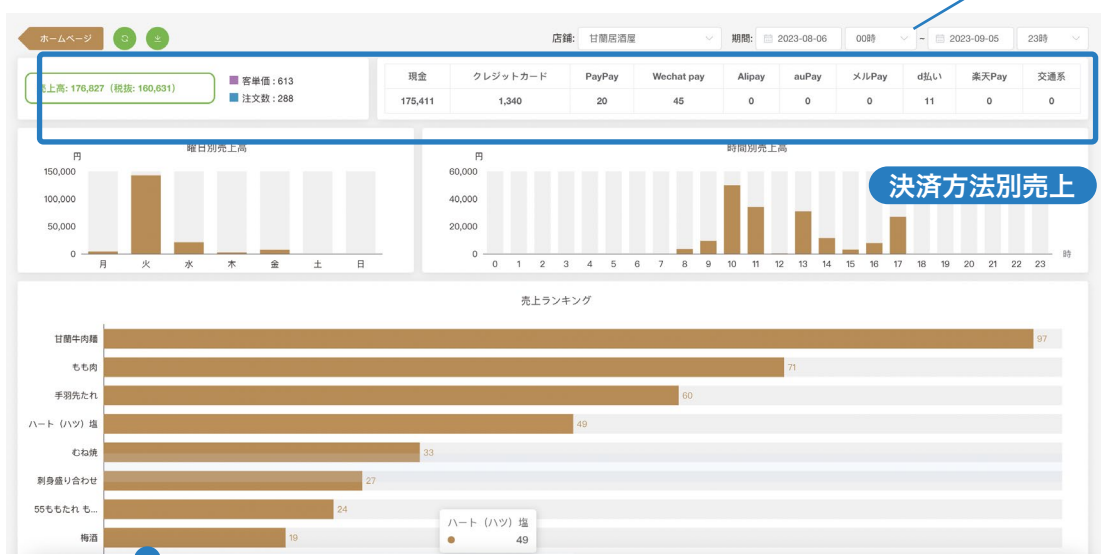 ホームページ
店鋪: 甘蘭居酒屋 期間: 2023-08-06 00時 ~ 2023-09-05 23時
売上高: 176,827 (税抜: 160,631)
客単価 : 613
注文数 : 288
現金 クレジットカード PayPay Wechat pay Alipay auPay メルPay d払い 楽天Pay 交通系
175,411 1,340 20 45 0 0 0 11 0 0
曜日別売上高
円
150,000
100,000
50,000
0
月 火 水 木 金 土 日
時間別売上高
円
60,000
40,000
20,000
0
0 1 2 3 4 5 6 7 8 9 10 11 12 13 14 15 16 17 18 19 20 21 22 23
時
決済方法別売上
売上ランキング
甘蘭牛肉麺 97
もも肉 71
手羽先たれ 60
ハート（ハツ）塩 49
むね焼 33
刺身盛り合わせ 27
55ももたれ も... 24
梅酒 19
ハート（ハツ）塩
49